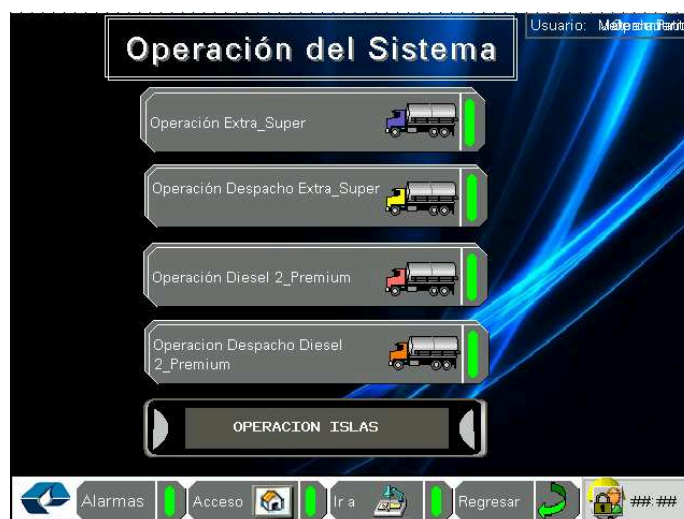 Operación del Sistema
Usuario:
Operación Extra_Super
Operación Despacho Extra_Super
Operación Diesel 2_Premium
Operacion Despacho Diesel
2_Premium
OPERACION ISLAS
Alarmas Acceso Ir a Regresar ##:##